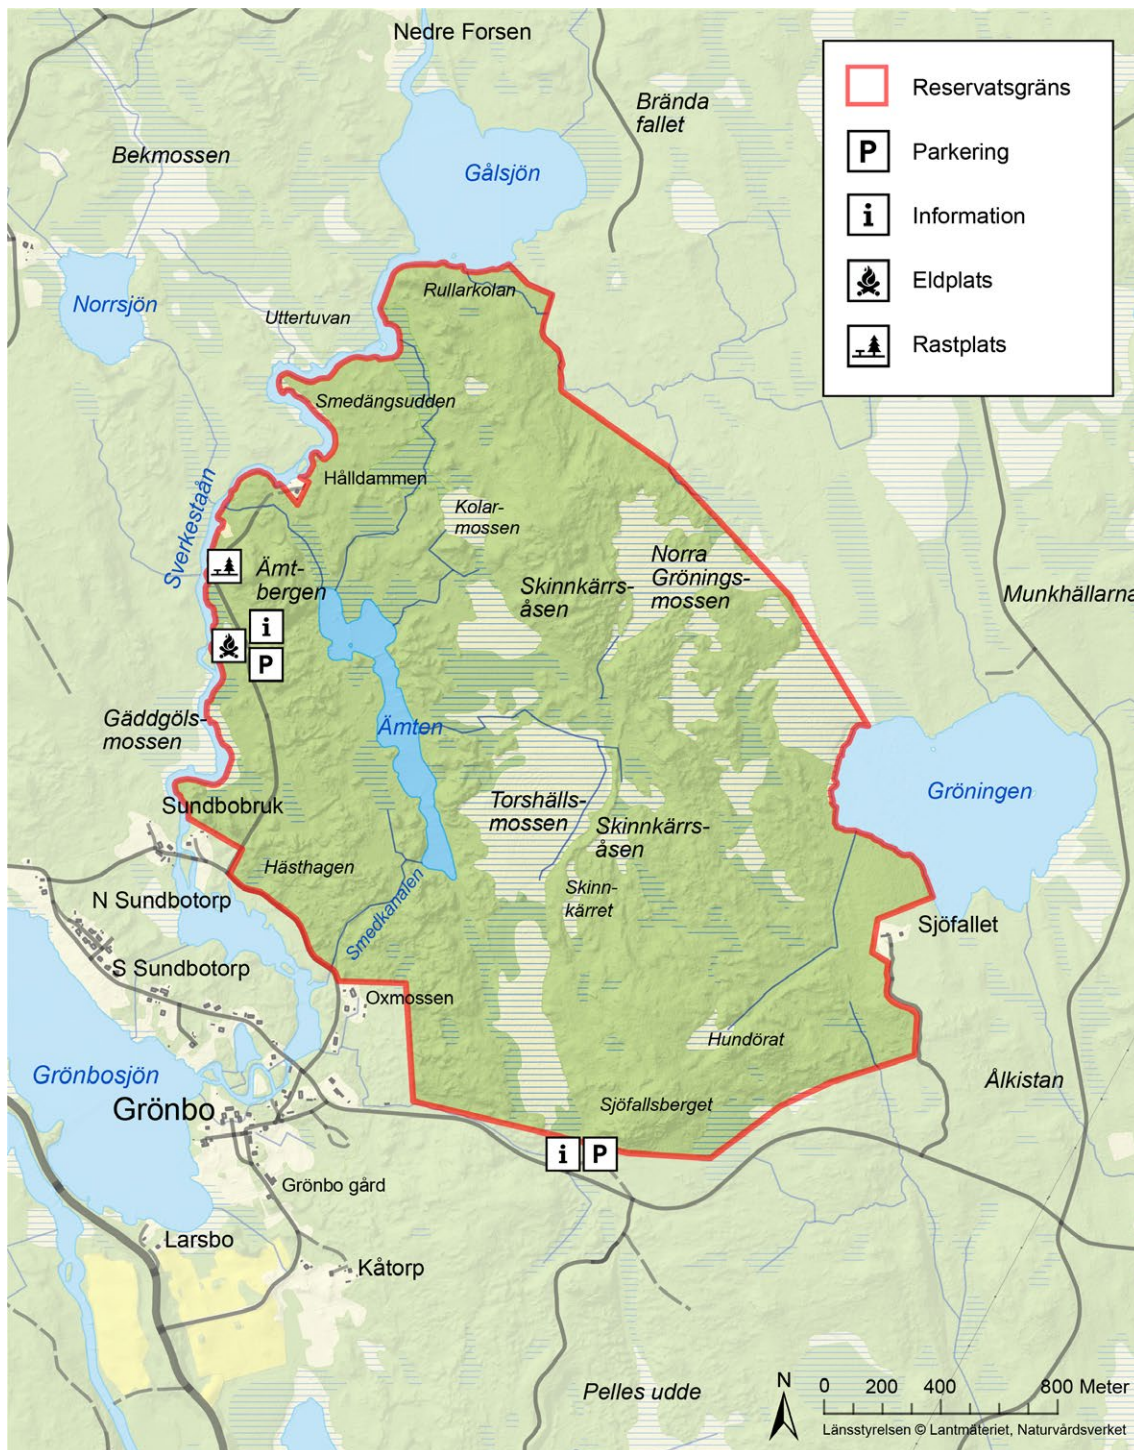 Nedre Forsen
Brända
fallet
Bekmossen
Gålsjön
Norrsjön
Rullarkolan
Uttertuvan
Smedängsudden
Hålldammen
Sverkestaån
Kolar-
mossen
Norra
Grönings-
mossen
Ämt-
bergen
Skinnkärrs-
åsen
Munkhällarna
i
P
Gäddgöls-
mossen
Ämten
Gröningen
Sundbobruk
Torshälls-
mossen
Skinnkärrs-
åsen
Hästhagen
Skinn-
kärret
Smedkanalen
N Sundbotorp
Sjöfallet
S Sundbotorp
Oxmossen
Hundörat
Grönbosjön
Ålkistan
Grönbo
Sjöfallsberget
i P
Grönbo gård
Larsbo
Kåtorp
Pelles udde
Reservatsgräns
P Parkering
i Information
Eldplats
Rastplats
N
0 200 400 800 Meter
Länsstyrelsen © Lantmäteriet, Naturvårdsverket